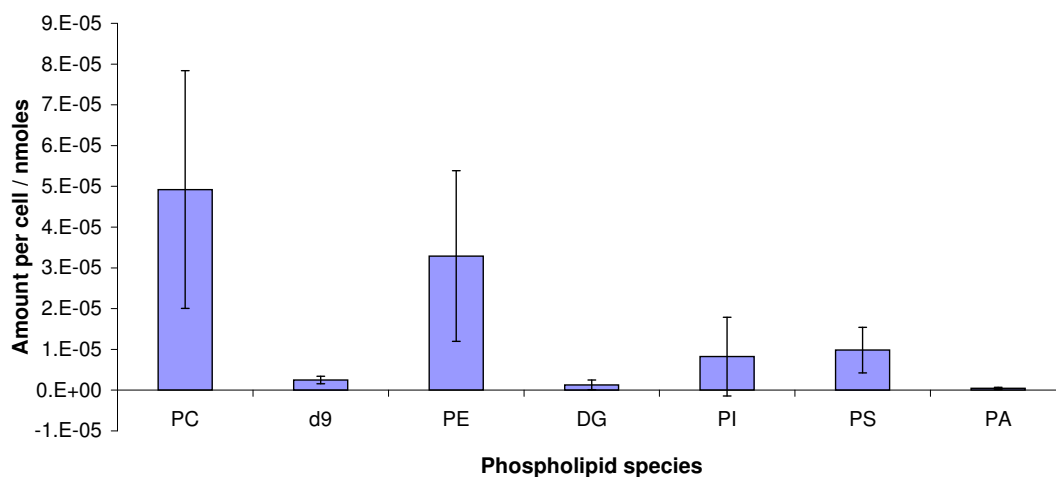 9.E-05
8.E-05
7.E-05
6.E-05
5.E-05
4.E-05
3.E-05
2.E-05
1.E-05
0.E+00
-1.E-05
Amount per cell / nmoles
PC d9 PE DG PI PS PA
Phospholipid species